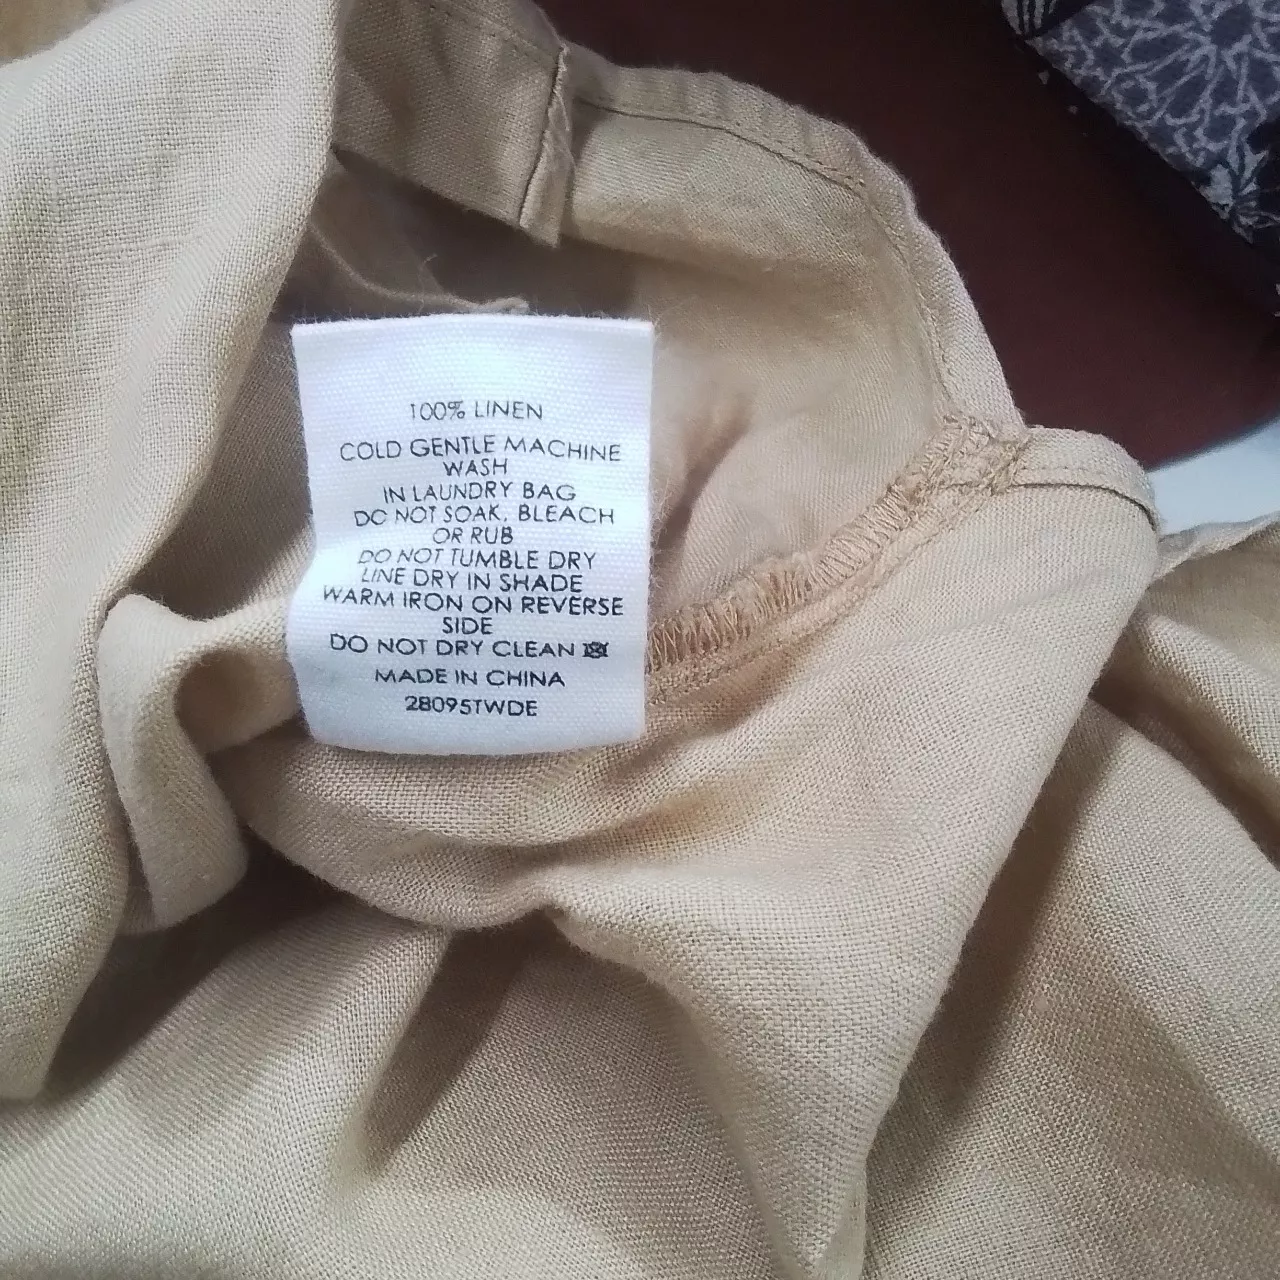 100% LINEN
COLD GENTLE MACHINE
WASH
IN LAUNDRY BAG
DO NOT SOAK, BLEACH
OR RUB
DO NOT TUMBLE DRY
LINE DRY IN SHADE
WARM IRON ON REVERSE
SIDE
DO NOT DRY CLEAN
MADE IN CHINA
28095TWDE